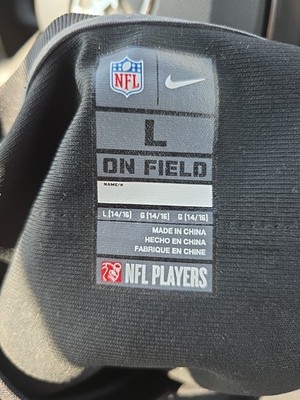 NFL
L
ON FIELD
NAME/#
L (14/16) G (14/16) G (14/16)
MADE IN CHINA
HECHO EN CHINA
FABRIQUE EN CHINE
NFL PLAYERS